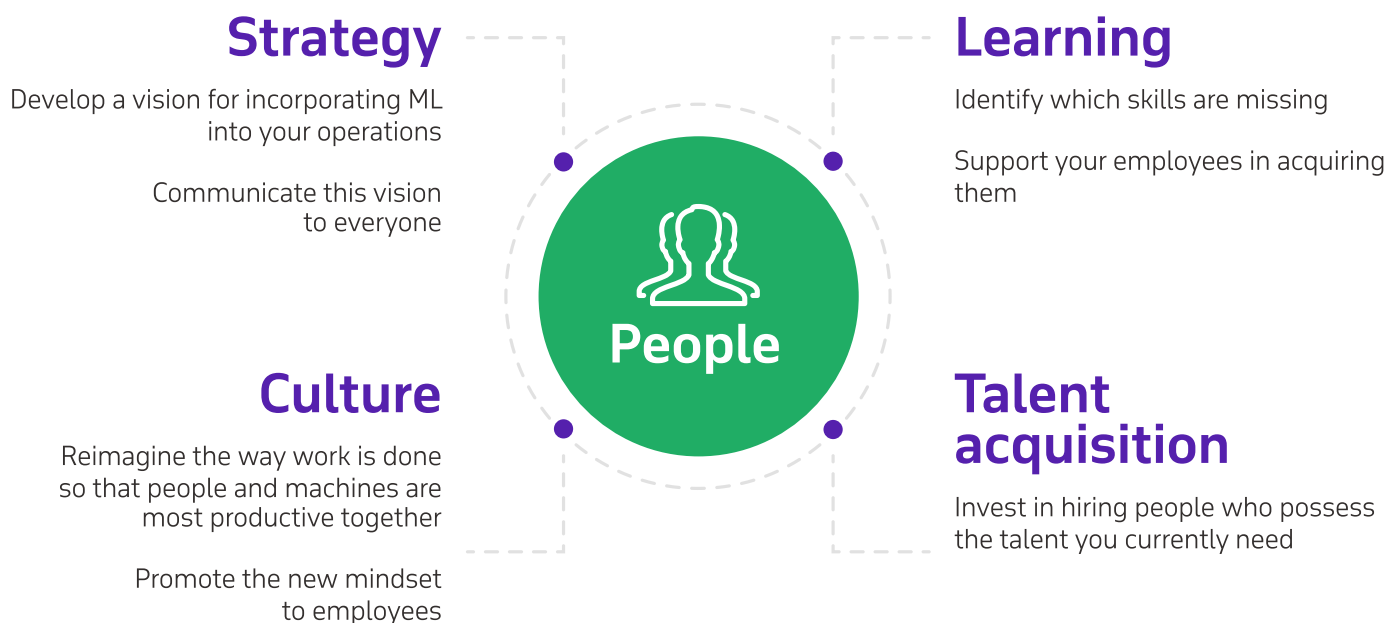 Strategy
Develop a vision for incorporating ML
into your operations
Communicate this vision
to everyone
Learning
Identify which skills are missing
Support your employees in acquiring
them
People
Culture
Reimagine the way work is done
so that people and machines are
most productive together
Promote the new mindset
to employees
Talent
acquisition
Invest in hiring people who possess
the talent you currently need